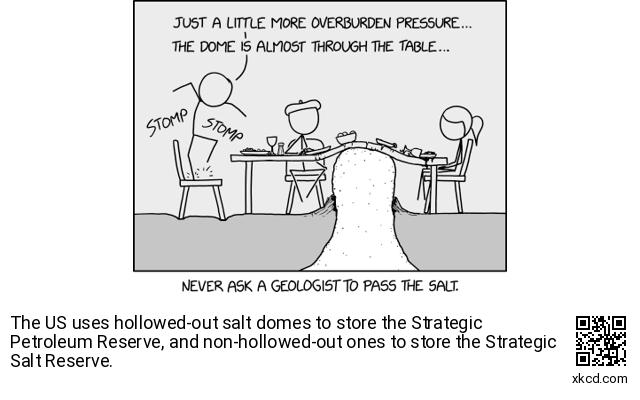 JUST A LITTLE MORE OVERBURDEN PRESSURE...
THE DOME IS ALMOST THROUGH THE TABLE...
STOMP
STOMP
NEVER ASK A GEOLOGIST TO PASS THE SALT.
The US uses hollowed-out salt domes to store the Strategic
Petroleum Reserve, and non-hollowed-out ones to store the Strategic
Salt Reserve.
xkcd.com